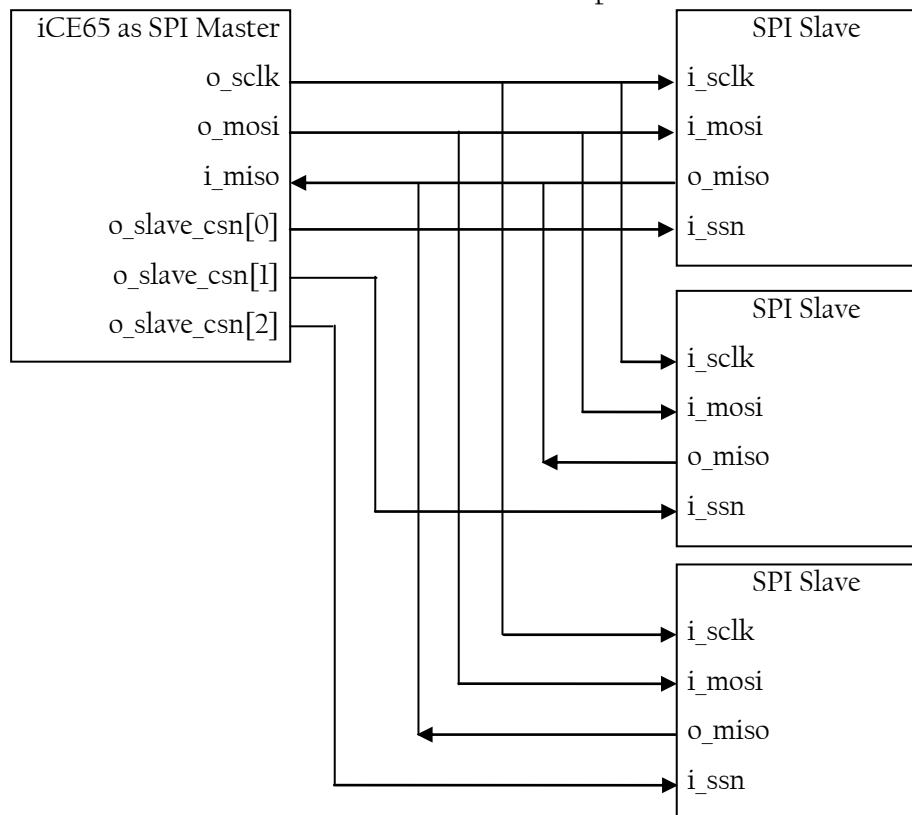 iCE65 as SPI Master
o_sclk
o_mosi
i_miso
o_slave_csn[0]
o_slave_csn[1]
o_slave_csn[2]
SPI Slave
i_sclk
i_mosi
o_miso
i_ssn
SPI Slave
i_sclk
i_mosi
o_miso
i_ssn
SPI Slave
i_sclk
i_mosi
o_miso
i_ssn